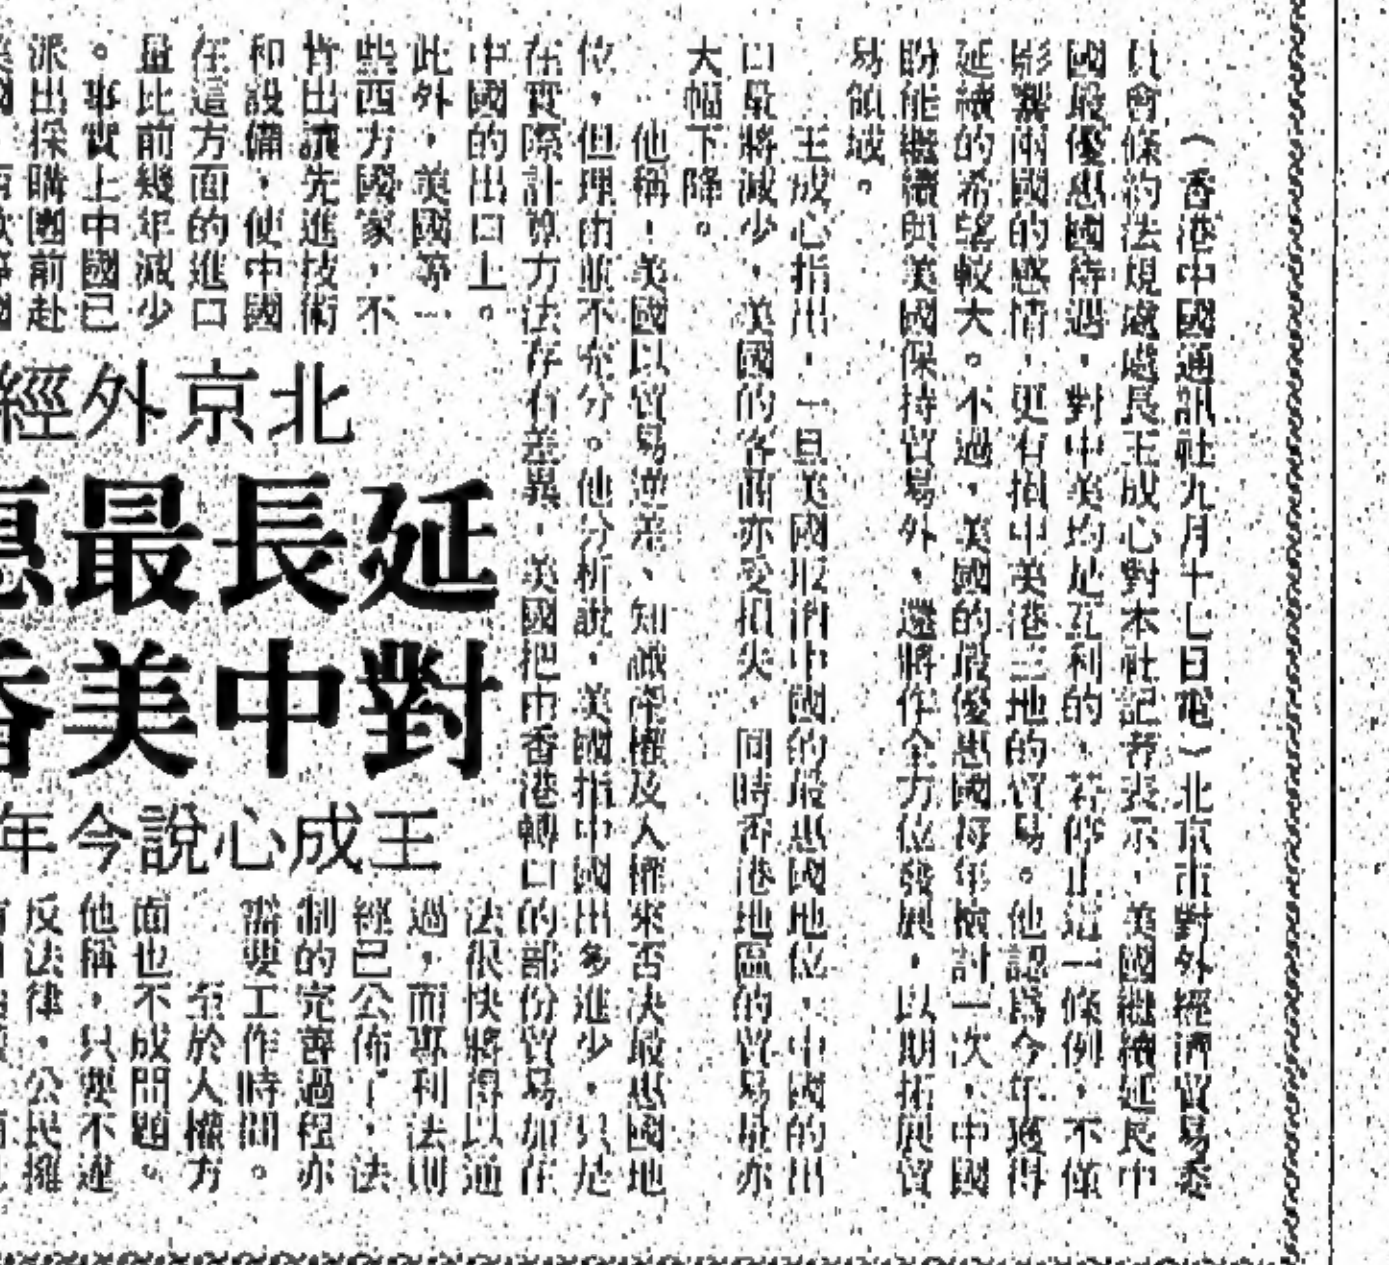 （香港中國通訊社九月十七日電）北京市對外經濟貿易委
員會條約法規處處長王成心對本社記者表示，美國繼續延長中
國最優惠國待遇，對中美均是互利的，若停止這一條例，不僅
影響兩國的感情，更有損中美港三地的貿易。他認為今年獲得
延續的希望較大。不過，美國的最優惠國每年檢討一次，中國
盼能繼續與美國保持貿易外，還將作全方位發展，以期拓展貿
易領域。
王成心指出，一旦美國取消中國的最惠國地位，中國的出
口量將減少，美國的各商亦受損失，同時香港地區的貿易量亦
大幅下降。
他稱，美國以貿易逆差、知識產權及人權來否決最惠國地
位，但理由並不充分。他分析說，美國指中國出多進少，只是
在實際計算方法存有差異，美國把由香港轉口的部份貿易加在
中國的出口上。
此外，美國等一
些西方國家，不
肯出讓先進技術
和設備，使中國
在這方面的進口
量比前幾年減少
。事實上中國已
派出採購團前赴
北京外經
延長最惠
對中美香
王成心說今年
法很快將得以通
過，而專利法則
經已公佈了，法
制的完善過程亦
需要工作時間。
至於人權方
面也不成問題。
他稱，只要不違
反法律，公民擁